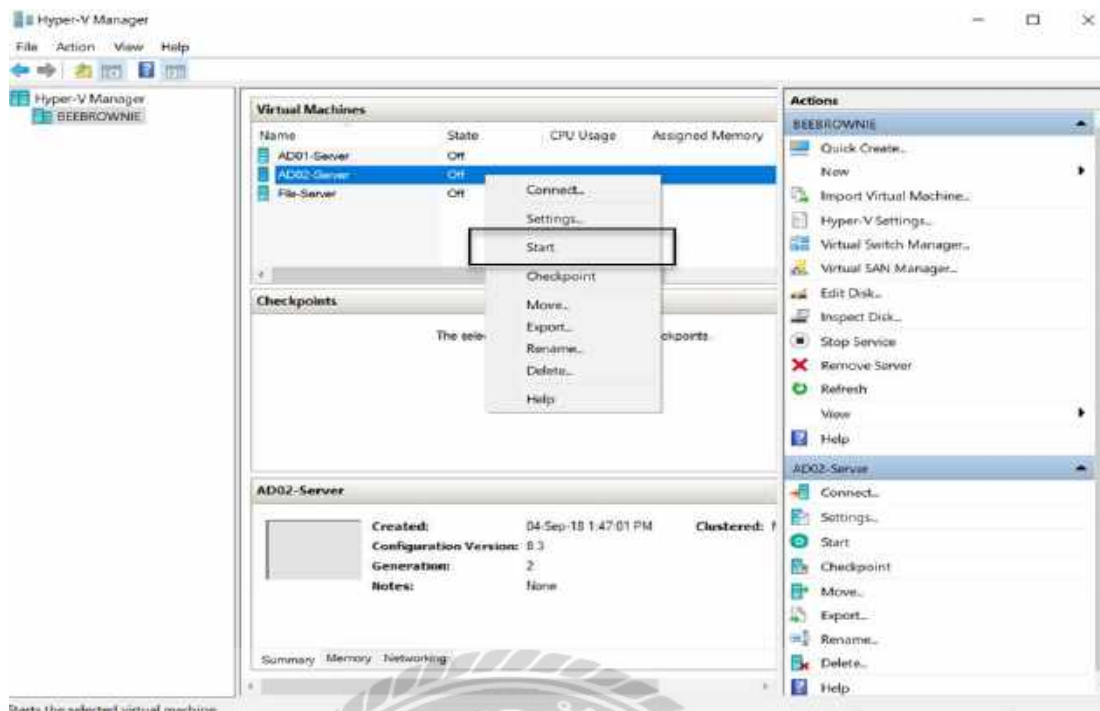 Hyper-V Manager
File Action View Help
Hyper-V Manager
BEEBROWNIE
Virtual Machines
Name State CPU Usage Assigned Memory
AD01-Server Off
AD02-Server Off
File-Server Off
Connect...
Settings...
Start
Checkpoint
Move...
Export...
Rename...
Delete...
Help
Checkpoints
The sele
ckpoints.
AD02-Server
Created: 04-Sep-18 1:47:01 PM Clustered:
Configuration Version: 8.3
Generation: 2
Notes: None
Summary Memory Networking
Actions
BEEBROWNIE
Quick Create...
New
Import Virtual Machine...
Hyper-V Settings...
Virtual Switch Manager...
Virtual SAN Manager...
Edit Disk...
Inspect Disk...
Stop Service
Remove Server
Refresh
View
Help
AD02-Server
Connect...
Settings...
Start
Checkpoint
Move...
Export...
Rename...
Delete...
Help
Starts the selected virtual machine.